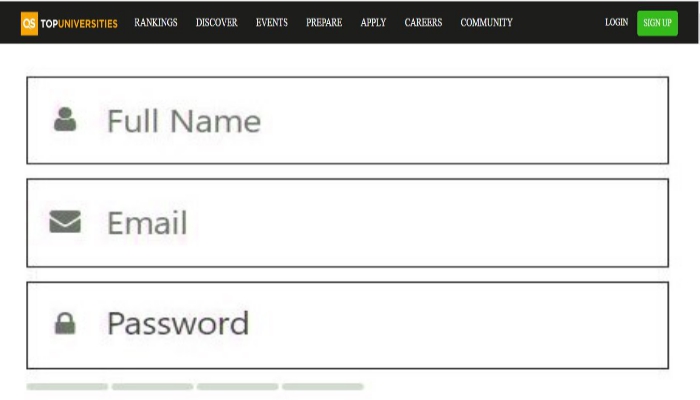 QS TOPUNIVERSITIES RANKINGS DISCOVER EVENTS PREPARE APPLY CAREERS COMMUNITY LOGIN SIGN UP
Full Name
Email
Password